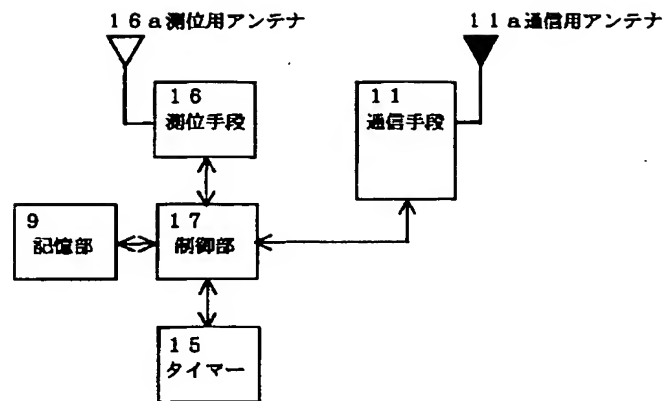 １６ａ測位用アンテナ
１１ａ通信用アンテナ
１６
測位手段
１１
通信手段
９
記憶部
１７
制御部
１５
タイマー